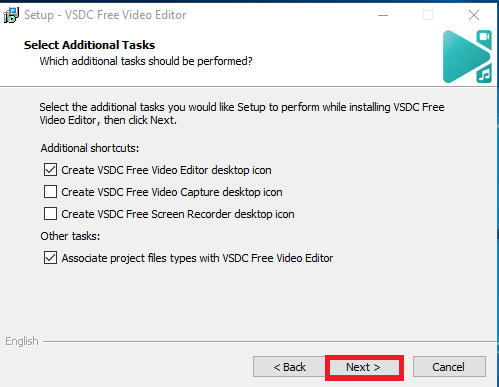 Setup - VSDC Free Video Editor
Select Additional Tasks
Which additional tasks should be performed?
Select the additional tasks you would like Setup to perform while installing VSDC Free
Video Editor, then click Next.
Additional shortcuts:
Create VSDC Free Video Editor desktop icon
Create VSDC Free Video Capture desktop icon
Create VSDC Free Screen Recorder desktop icon
Other tasks:
Associate project files types with VSDC Free Video Editor
English
< Back
Next >
Cancel